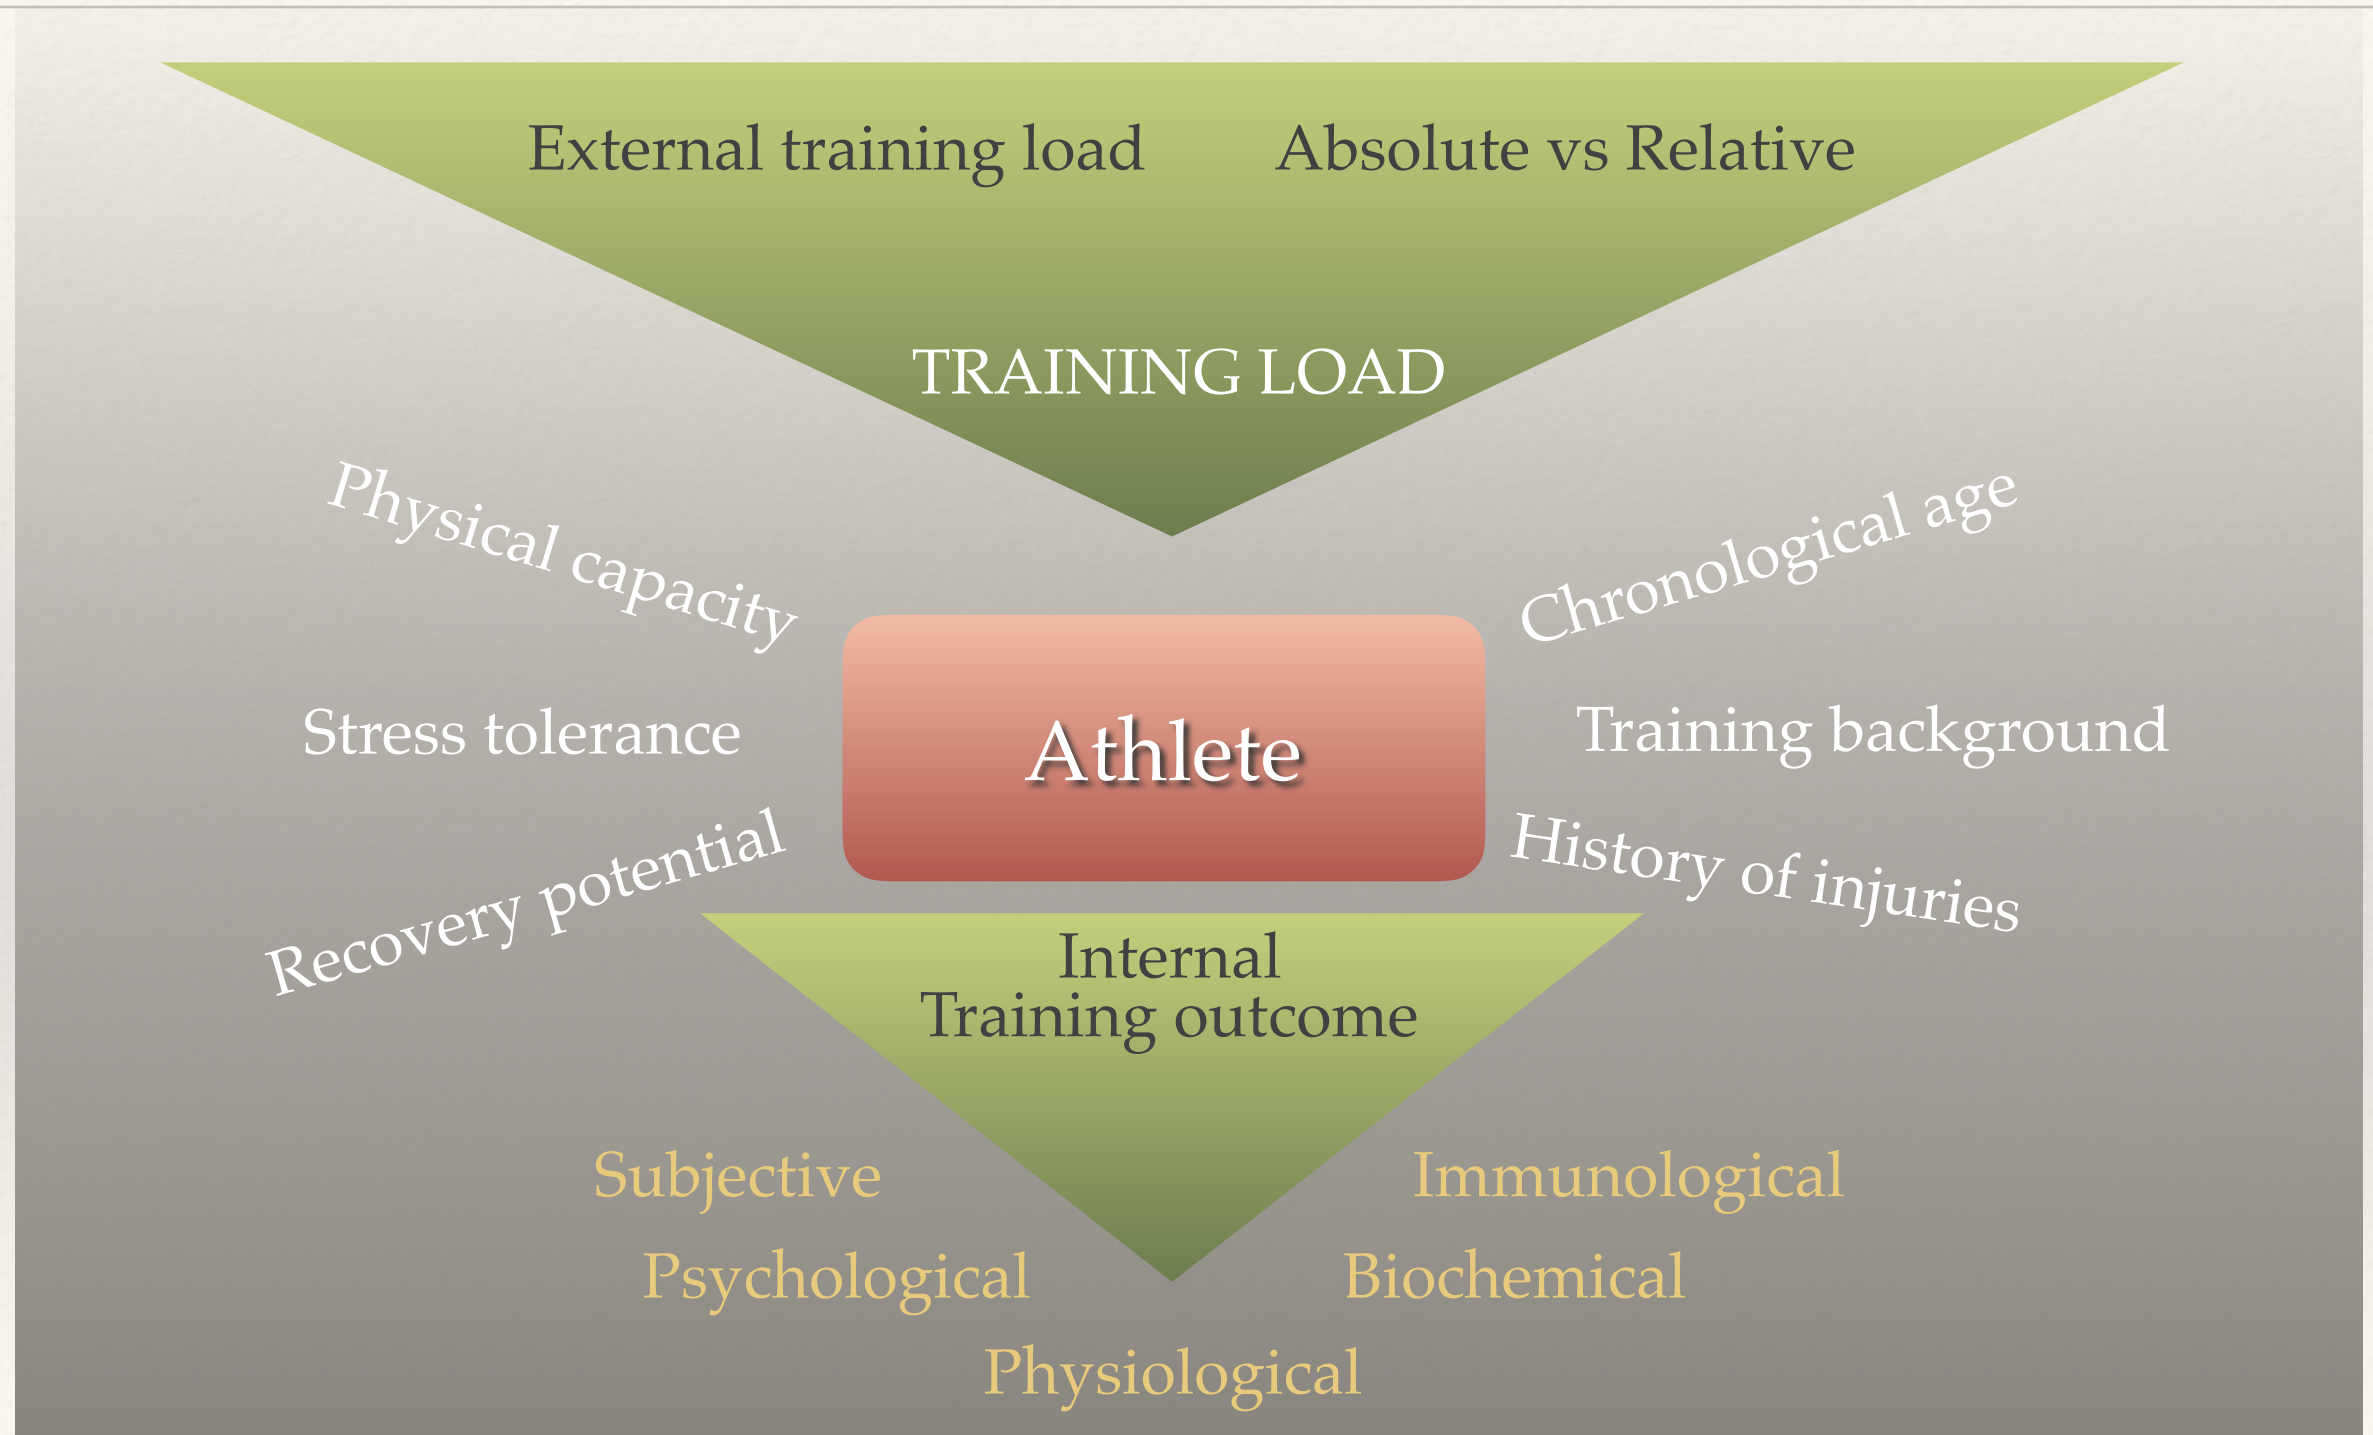 External training load
Absolute vs Relative
TRAINING LOAD
Physical capacity
Chronological age
Stress tolerance
Athlete
Training background
Recovery potential
History of injuries
Internal
Training outcome
Subjective
Immunological
Psychological
Biochemical
Physiological